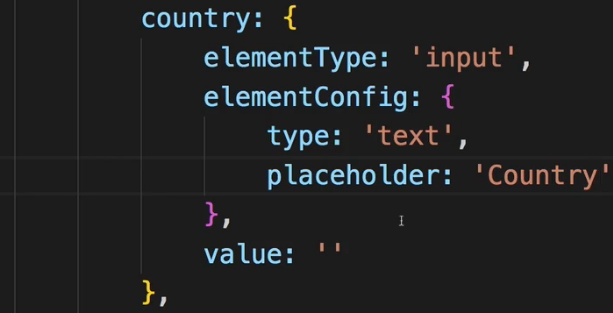 country: {
elementType: 'input',
elementConfig: {
type: 'text',
placeholder: 'Country'
},
value: ''
},